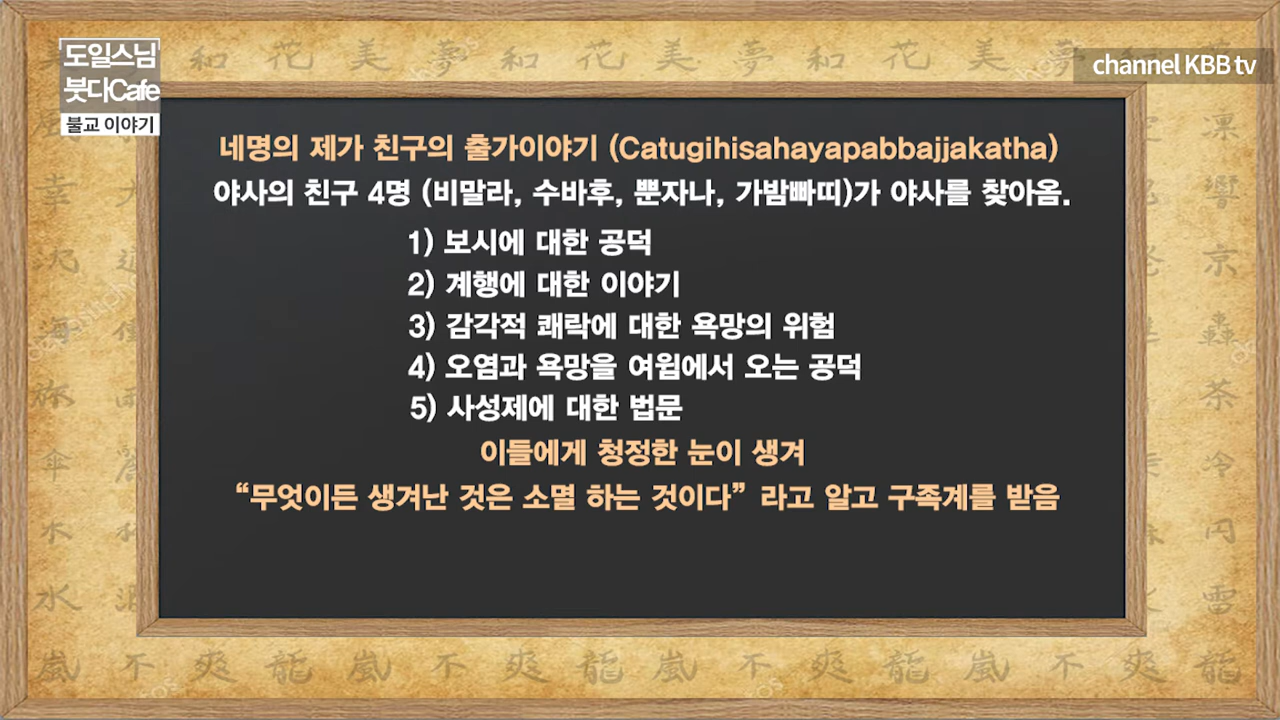 도일스님
붓다Cafe
불교 이야기
channel KBB tv
네명의 제가 친구의 출가이야기 (Catugihisahayapabbajjakatha)
야사의 친구 4명 (비말라, 수바후, 뿐자나, 가밤빠띠)가 야사를 찾아옴.
1) 보시에 대한 공덕
2) 계행에 대한 이야기
3) 감각적 쾌락에 대한 욕망의 위험
4) 오염과 욕망을 여윔에서 오는 공덕
5) 사성제에 대한 법문
이들에게 청정한 눈이 생겨
“무엇이든 생겨난 것은 소멸 하는 것이다” 라고 알고 구족계를 받음